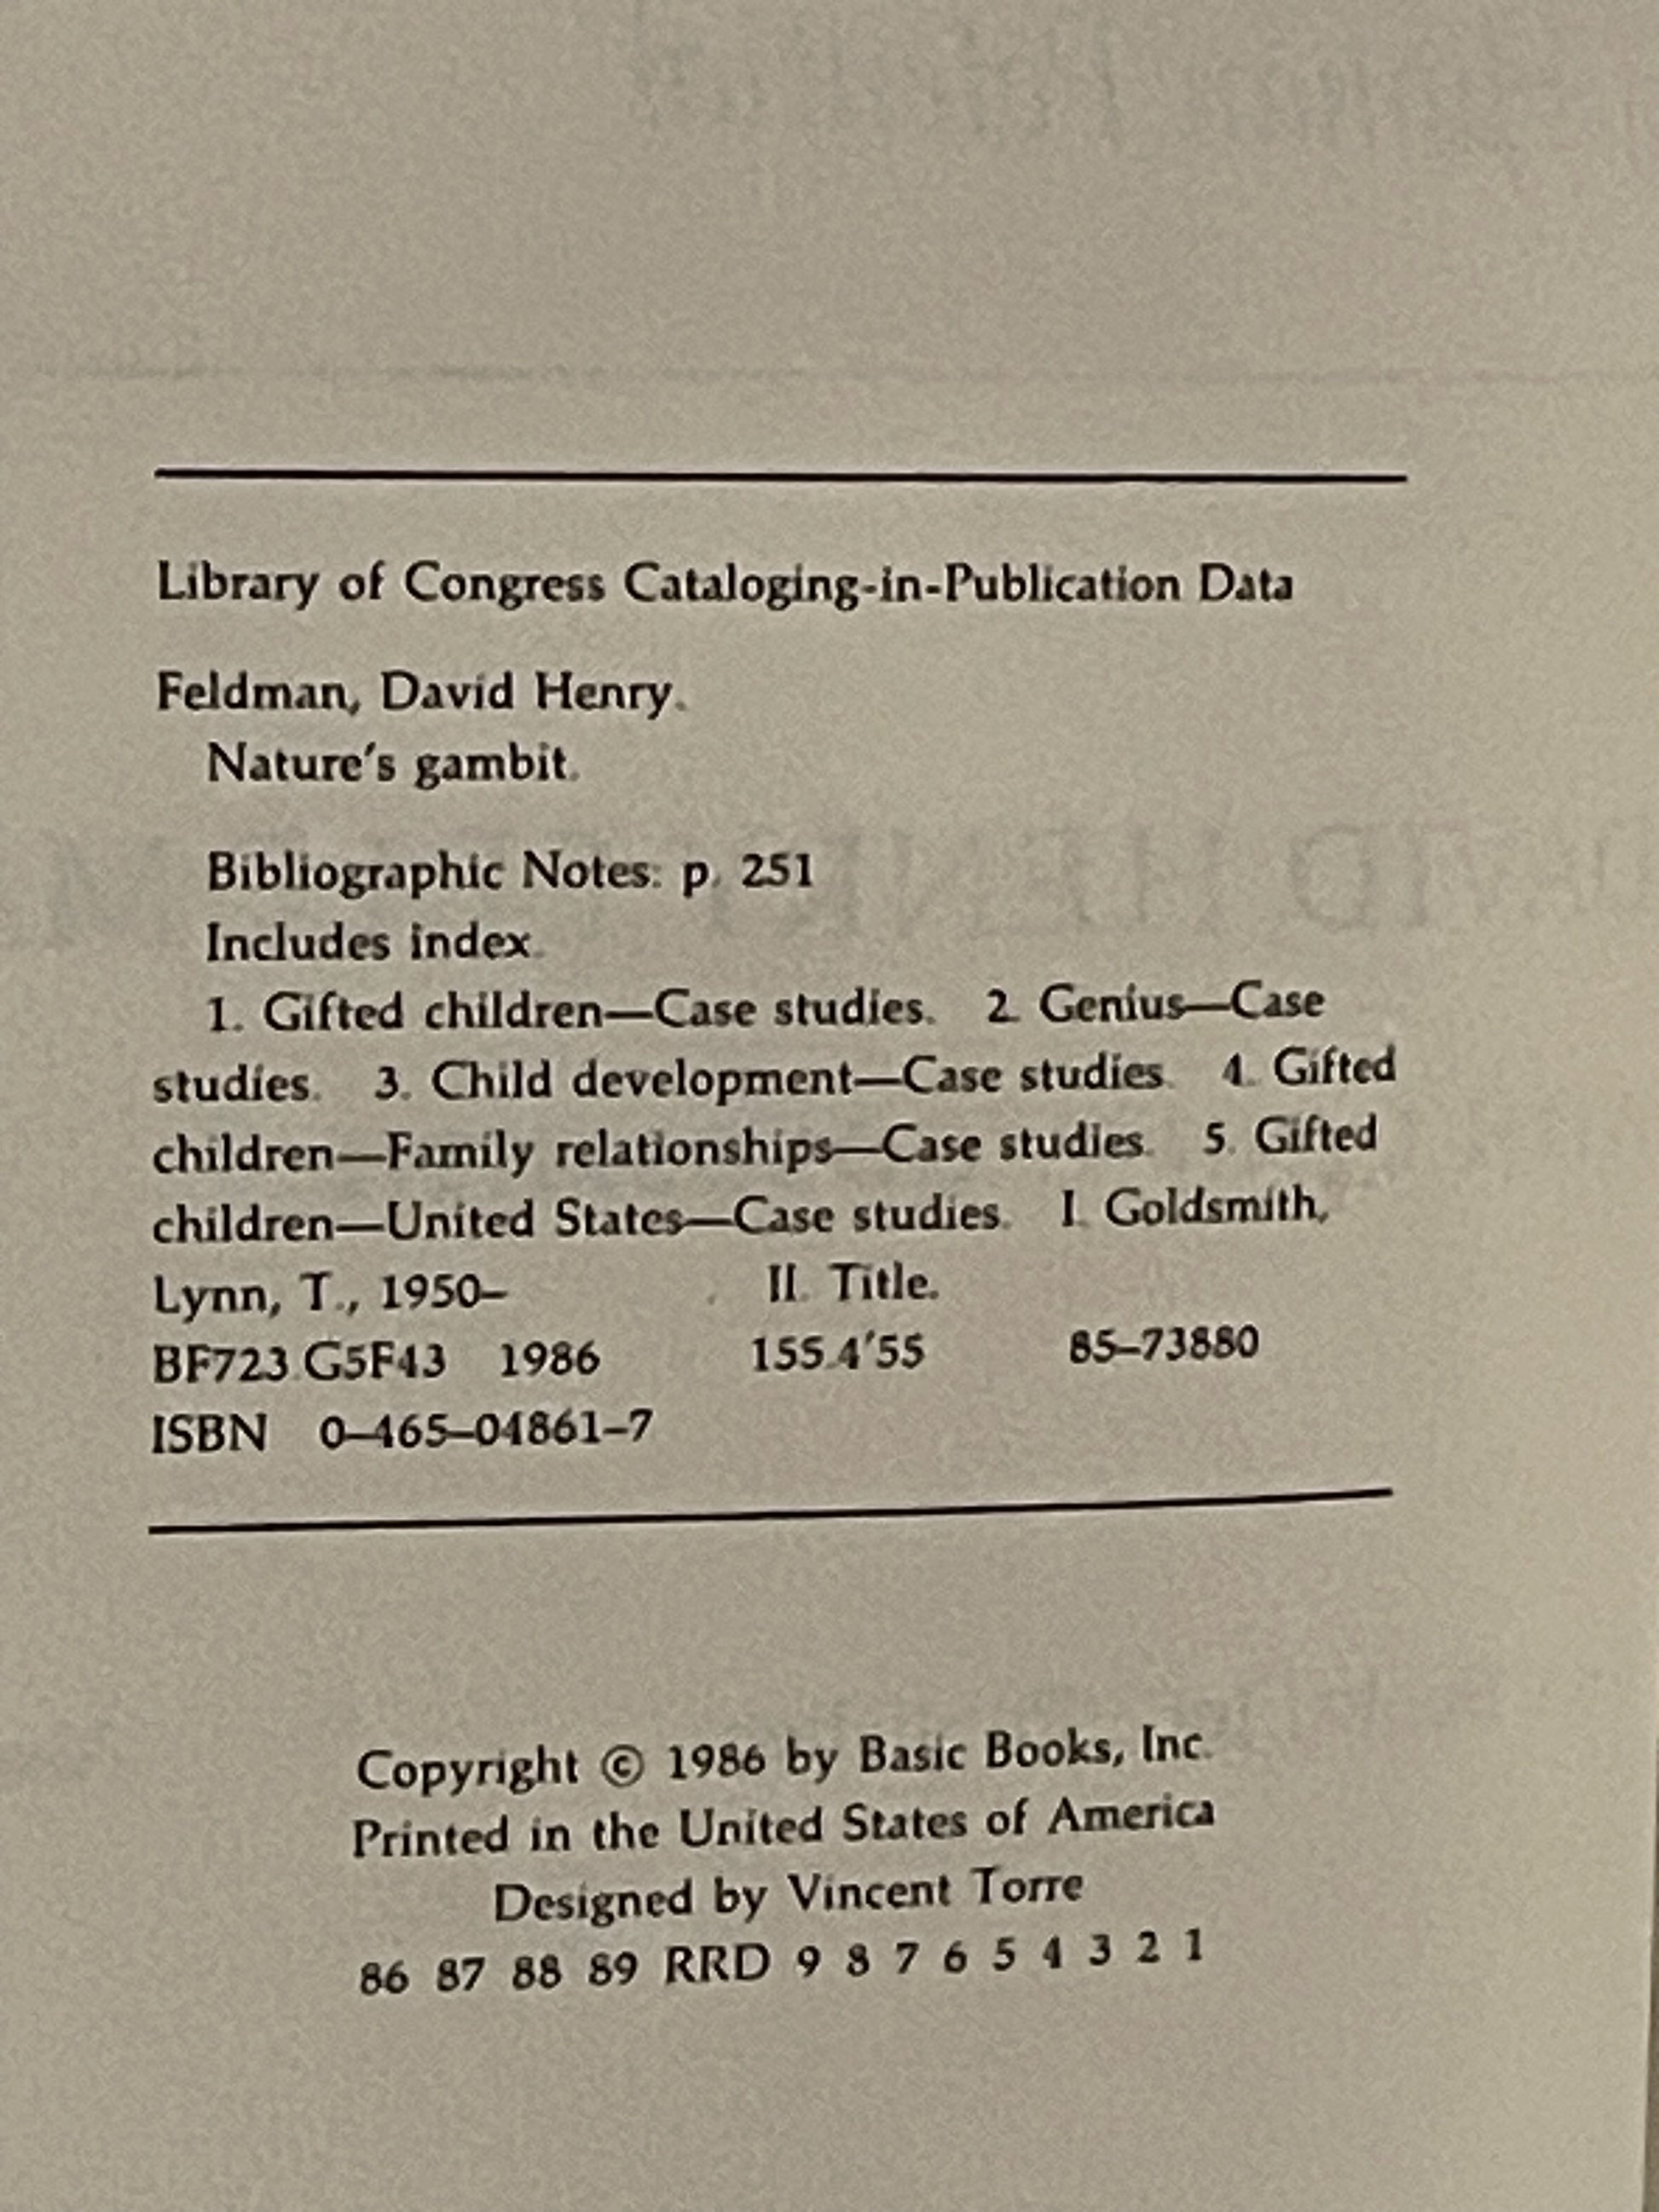 Library of Congress Cataloging-in-Publication Data
Feldman, David Henry.
Nature's gambit.
Bibliographic Notes: p. 251
Includes index.
1. Gifted children—Case studies. 2. Genius—Case
studies. 3. Child development—Case studies. 4. Gifted
children—Family relationships—Case studies. 5. Gifted
children—United States—Case studies. I. Goldsmith,
Lynn, T., 1950– . II. Title.
BF723.G5F43 1986 155.4'55 85–73880
ISBN 0–465–04861–7
Copyright © 1986 by Basic Books, Inc.
Printed in the United States of America
Designed by Vincent Torre
86 87 88 89 RRD 9 8 7 6 5 4 3 2 1